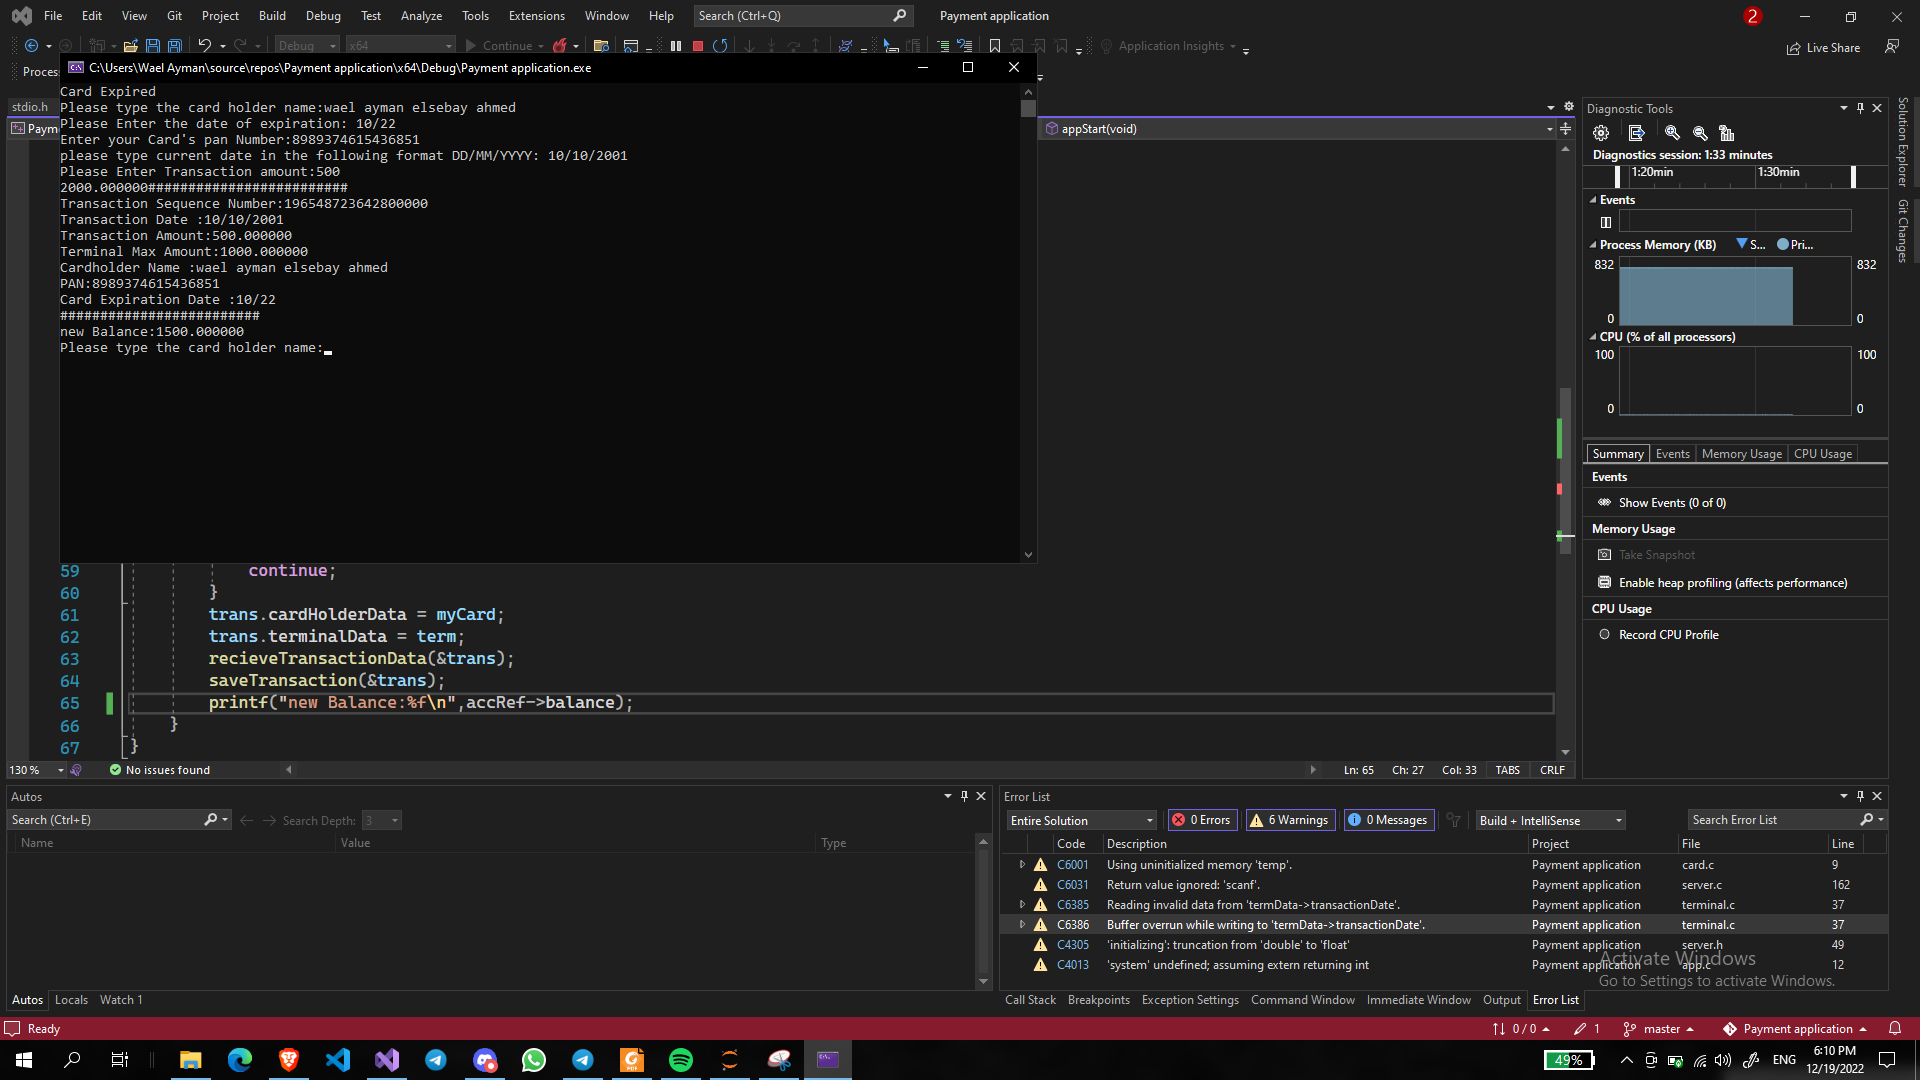 File Edit View Git Project Build Debug Test Analyze Tools Extensions Window Help Search (Ctrl+Q) Payment application 2
Debug x64 Continue Application Insights Live Share
Proces
C:\Users\Wael Ayman\source\repos\Payment application\x64\Debug\Payment application.exe
stdio.h
Paym
appStart(void)
Card Expired
Please type the card holder name:wael ayman elsebay ahmed
Please Enter the date of expiration: 10/22
Enter your Card's pan Number:8989374615436851
please type current date in the following format DD/MM/YYYY: 10/10/2001
Please Enter Transaction amount:500
2000.000000#########################
Transaction Sequence Number:196548723642800000
Transaction Date :10/10/2001
Transaction Amount:500.000000
Terminal Max Amount:1000.000000
Cardholder Name :wael ayman elsebay ahmed
PAN:8989374615436851
Card Expiration Date :10/22
#########################
new Balance:1500.000000
Please type the card holder name:
59 continue;
60 }
61 trans.cardHolderData = myCard;
62 trans.terminalData = term;
63 recieveTransactionData(&trans);
64 saveTransaction(&trans);
65 printf("new Balance:%f\n",accRef->balance);
66 }
67 }
130 % No issues found Ln: 65 Ch: 27 Col: 33 TABS CRLF
Diagnostic Tools
Diagnostics session: 1:33 minutes
1:20min 1:30min
Events
Process Memory (KB) S... Pri...
832 832
0 0
CPU (% of all processors)
100 100
0 0
Summary Events Memory Usage CPU Usage
Events
Show Events (0 of 0)
Memory Usage
Take Snapshot
Enable heap profiling (affects performance)
CPU Usage
Record CPU Profile
Solution Explorer
Git Changes
Autos
Search (Ctrl+E) Search Depth: 3
Name Value Type
Autos Locals Watch 1
Error List
Entire Solution 0 Errors 6 Warnings 0 Messages Build + IntelliSense Search Error List
Code Description Project File Line
C6001 Using uninitialized memory 'temp'. Payment application card.c 9
C6031 Return value ignored: 'scanf'. Payment application server.c 162
C6385 Reading invalid data from 'termData->transactionDate'. Payment application terminal.c 37
C6386 Buffer overrun while writing to 'termData->transactionDate'. Payment application terminal.c 37
C4305 'initializing': truncation from 'double' to 'float' Payment application server.h 49
C4013 'system' undefined; assuming extern returning int Payment application app.c 12
Activate Windows
Go to Settings to activate Windows.
Call Stack Breakpoints Exception Settings Command Window Immediate Window Output Error List
Ready 0 / 0 1 master Payment application
49% ENG 6:10 PM
12/19/2022